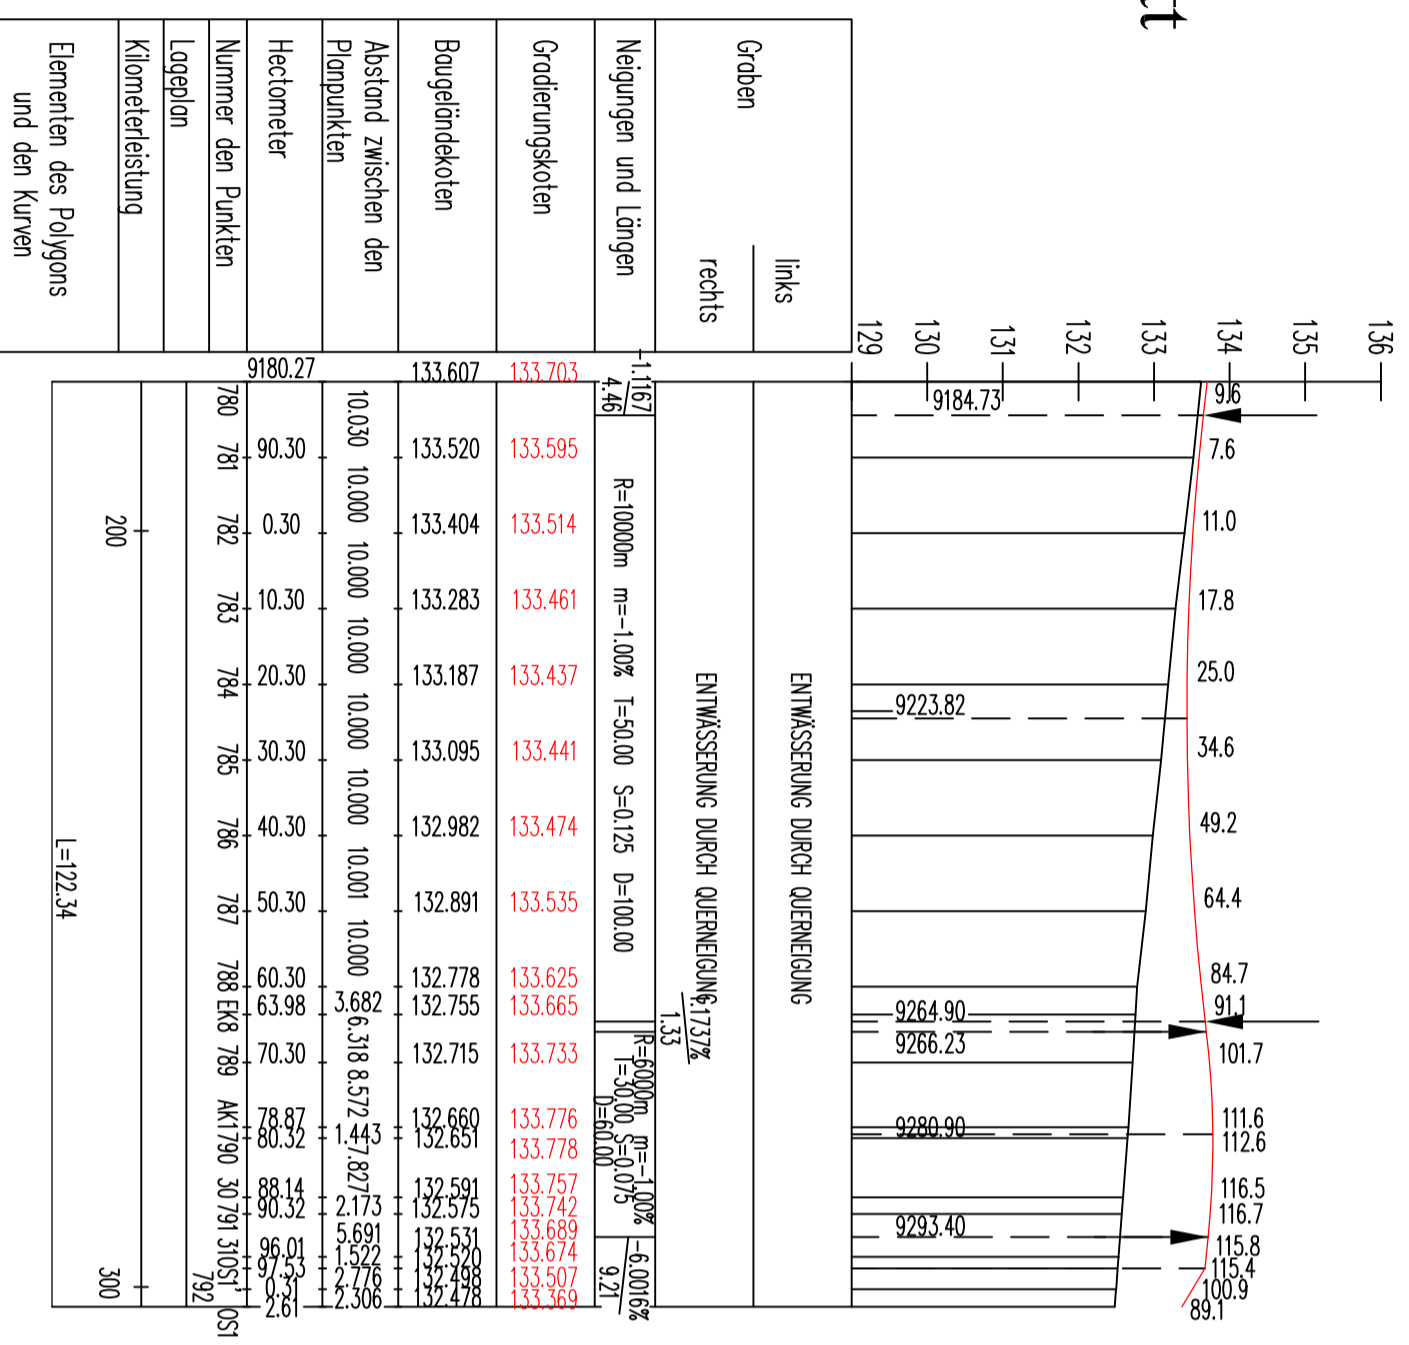 tt
136
135
134
133
132
131
130
129
9.6
7.6
11.0
17.8
25.0
34.6
49.2
64.4
84.7
91.1
101.7
111.6
112.6
116.5
116.7
115.8
115.4
100.9
89.1
9184.73
9223.82
9264.90
9266.23
9280.90
9293.40
Graben
links
ENTWÄSSERUNG DURCH QUERNEIGUNG
rechts
ENTWÄSSERUNG DURCH QUERNEIGUNG
Neigungen und Längen
-1.1167
4.46
R=10000m m=-1.00% T=50.00 S=0.125 D=100.00
1.33
R=6000m m=-1.00%
T=30.00 S=0.075
D=60.00
-6.0016%
9.21
Gradierungskoten
133.703 133.595 133.514 133.461 133.437 133.441 133.474 133.535 133.625 133.665 133.733 133.776 133.778 133.757 133.742 133.689 133.674 133.507 133.369
Baugeländekoten
133.607 133.520 133.404 133.283 133.187 133.095 132.982 132.891 132.778 132.755 132.715 132.660 132.651 132.591 132.575 132.531 132.520 132.498 132.478
Abstand zwischen den
Planpunkten
10.030 10.000 10.000 10.000 10.000 10.000 10.001 10.000 3.682 6.318 8.572 1.443 7.827 2.173 5.691 1.522 2.776 2.306
Hectometer
9180.27 90.30 0.30 10.30 20.30 30.30 40.30 50.30 60.30 63.98 70.30 78.87 80.32 88.14 90.32 96.01 97.53 0.31 2.61
Nummer den Punkten
780 781 782 783 784 785 786 787 788 EK8 789 AK1 790 30 791 31 OS1' 792 OS1
Lageplan
Kilometerleistung
200 300
Elementen des Polygons
und den Kurven
L=122.34